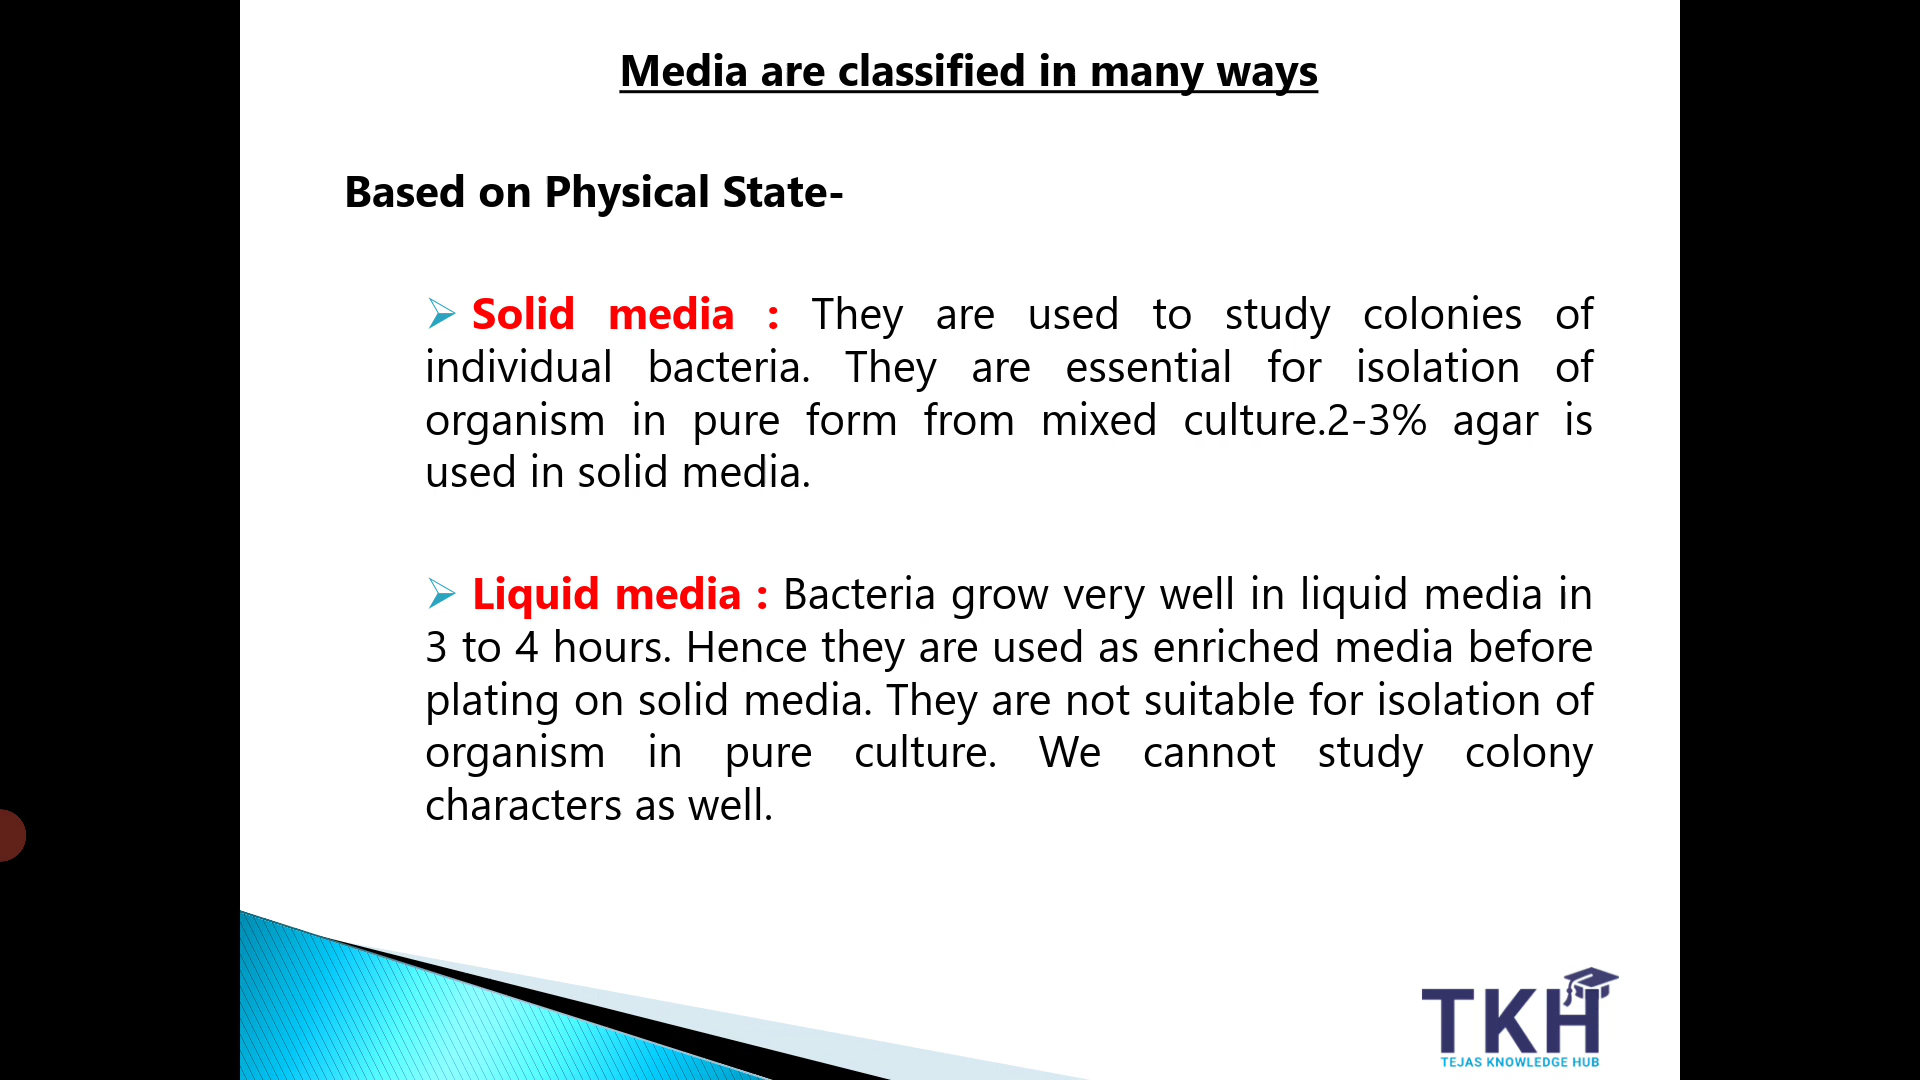 Media are classified in many ways
Based on Physical State-
Solid media : They are used to study colonies of
individual bacteria. They are essential for isolation of
organism in pure form from mixed culture.2-3% agar is
used in solid media.
Liquid media : Bacteria grow very well in liquid media in
3 to 4 hours. Hence they are used as enriched media before
plating on solid media. They are not suitable for isolation of
organism in pure culture. We cannot study colony
characters as well.
TKH
TEJAS KNOWLEDGE HUB